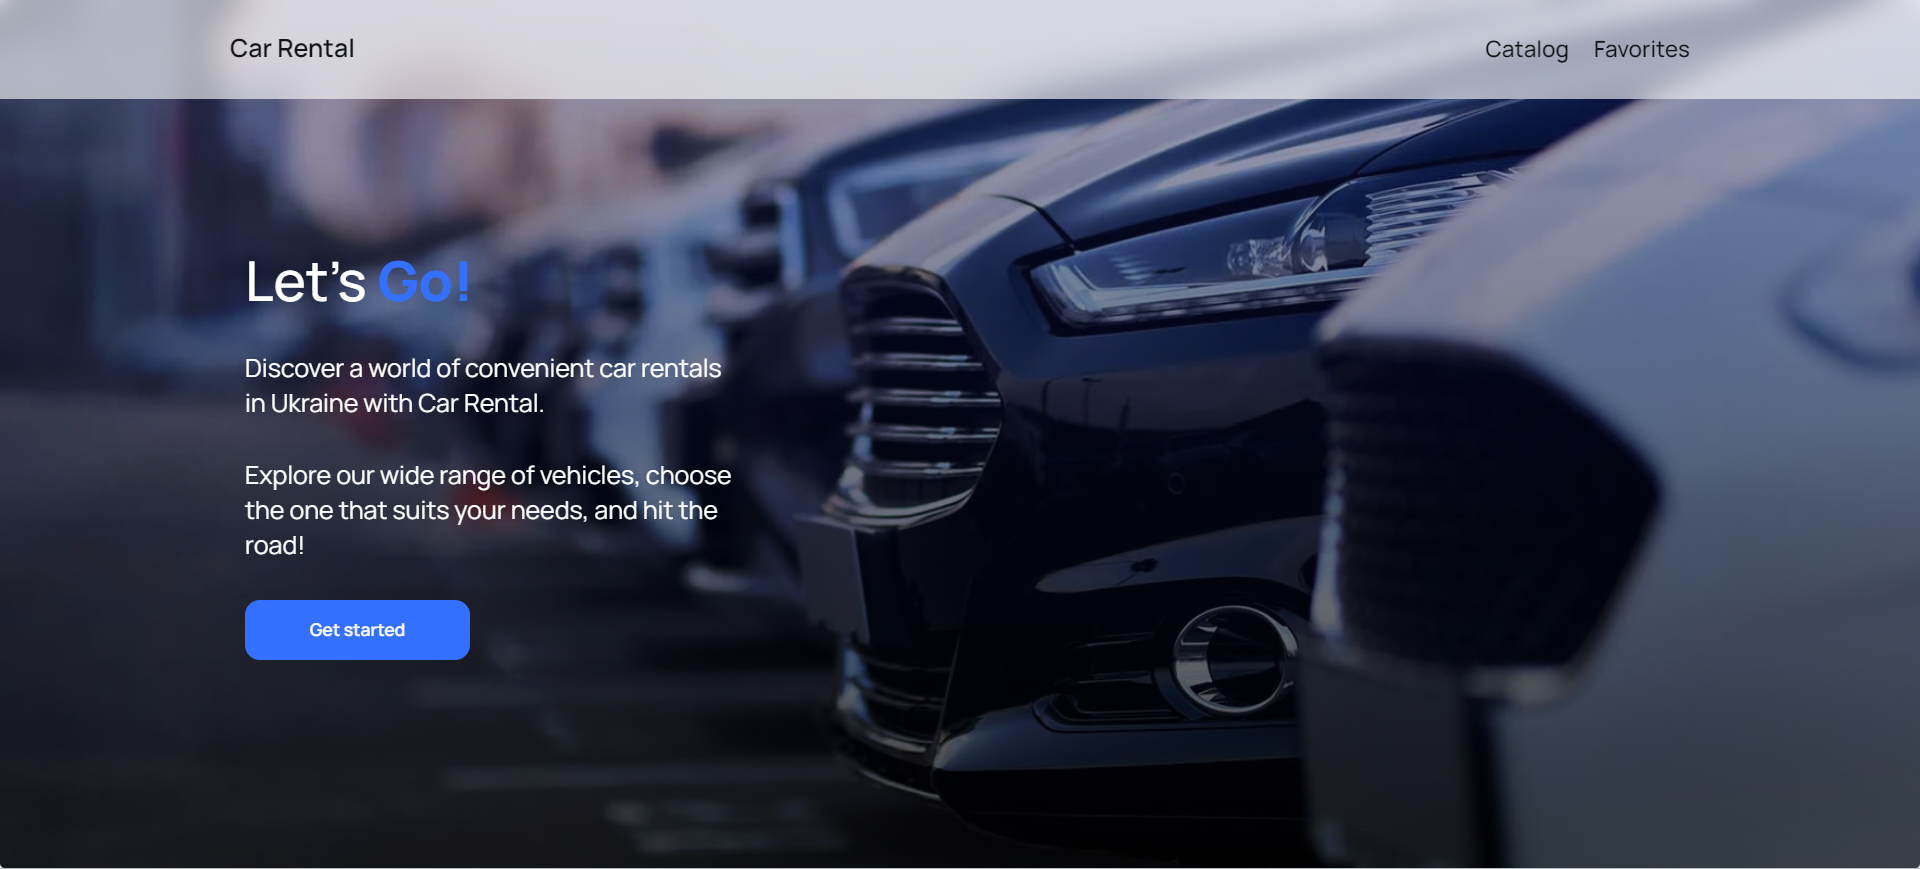 Car Rental
Catalog
Favorites
Let's Go!
Discover a world of convenient car rentals
in Ukraine with Car Rental.
Explore our wide range of vehicles, choose
the one that suits your needs, and hit the
road!
Get started